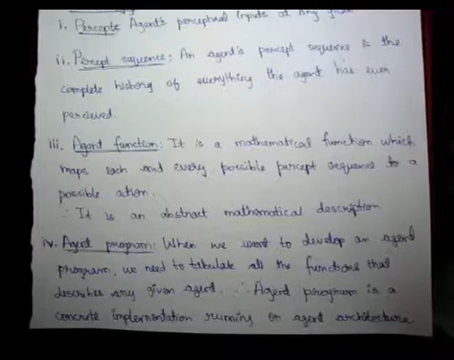 i. Percepts Agent's perceptual inputs at any given
ii. Percept sequence: An agent's percept sequence is the
complete history of everything the agent has ever
perceived.
iii. Agent function: It is a mathematical function which
maps each and every possible percept sequence to a
possible action.
∴ It is an abstract mathematical description
iv. Agent program: When we want to develop an agent
program, we need to tabulate all the functions that
describes any given agent. ∴ Agent program is a
concrete implementation running on agent architecture.